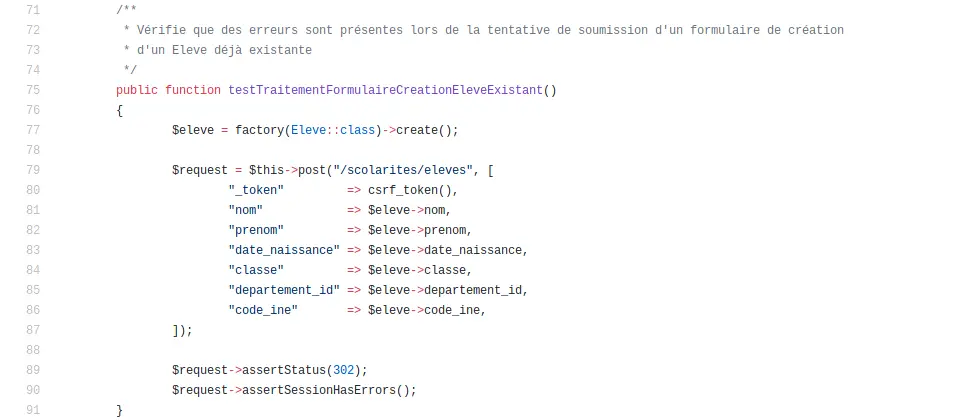 71 /**
72 * Vérifie que des erreurs sont présentes lors de la tentative de soumission d'un formulaire de création
73 * d'un Eleve déjà existante
74 */
75 public function testTraitementFormulaireCreationEleveExistant()
76 {
77 $eleve = factory(Eleve::class)->create();
78
79 $request = $this->post("/scolarites/eleves", [
80 "_token" => csrf_token(),
81 "nom" => $eleve->nom,
82 "prenom" => $eleve->prenom,
83 "date_naissance" => $eleve->date_naissance,
84 "classe" => $eleve->classe,
85 "departement_id" => $eleve->departement_id,
86 "code_ine" => $eleve->code_ine,
87 ]);
88
89 $request->assertStatus(302);
90 $request->assertSessionHasErrors();
91 }